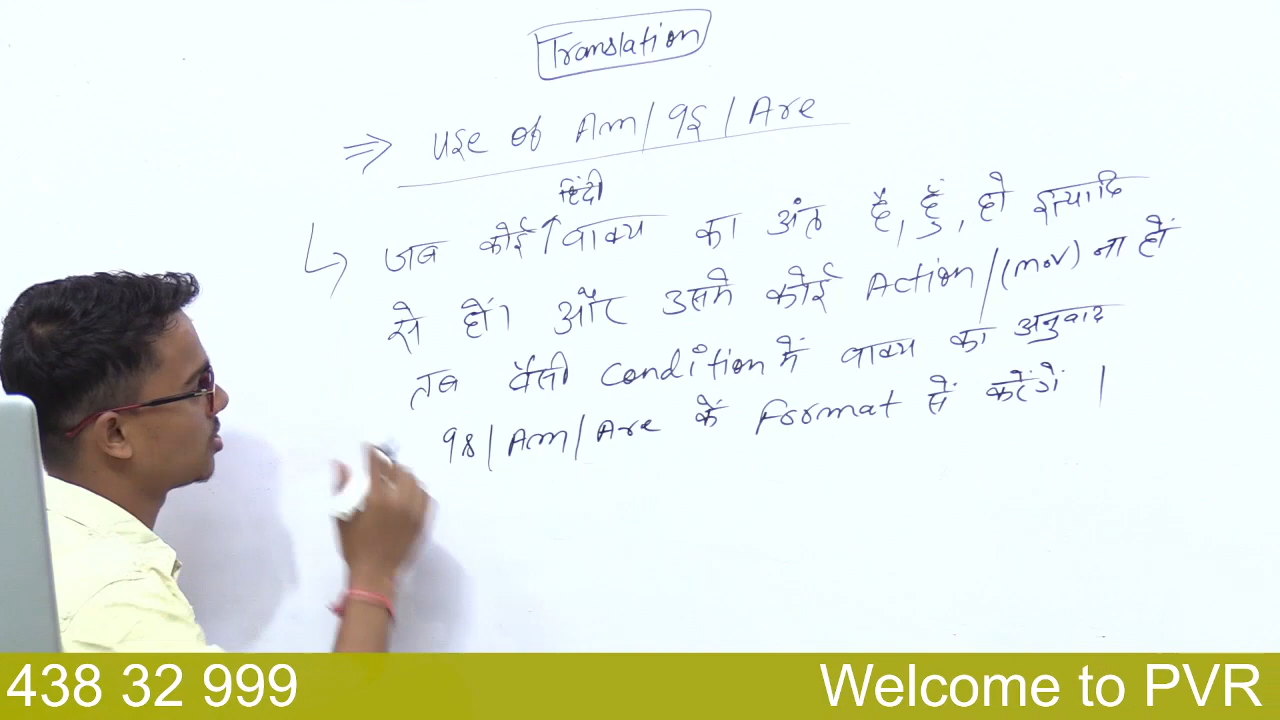 Translation
⇒ Use of Am / Is / Are
हिंदी
जब कोई ↑ वाक्य का अंत है, हूँ, हो इत्यादि
से हों। और उसमे कोई Action / (mov) ना हों
तब वैसी Condition में वाक्य का अनुवाद
Is / Am / Are के Format से करेंगें |
438 32 999 Welcome to PVR